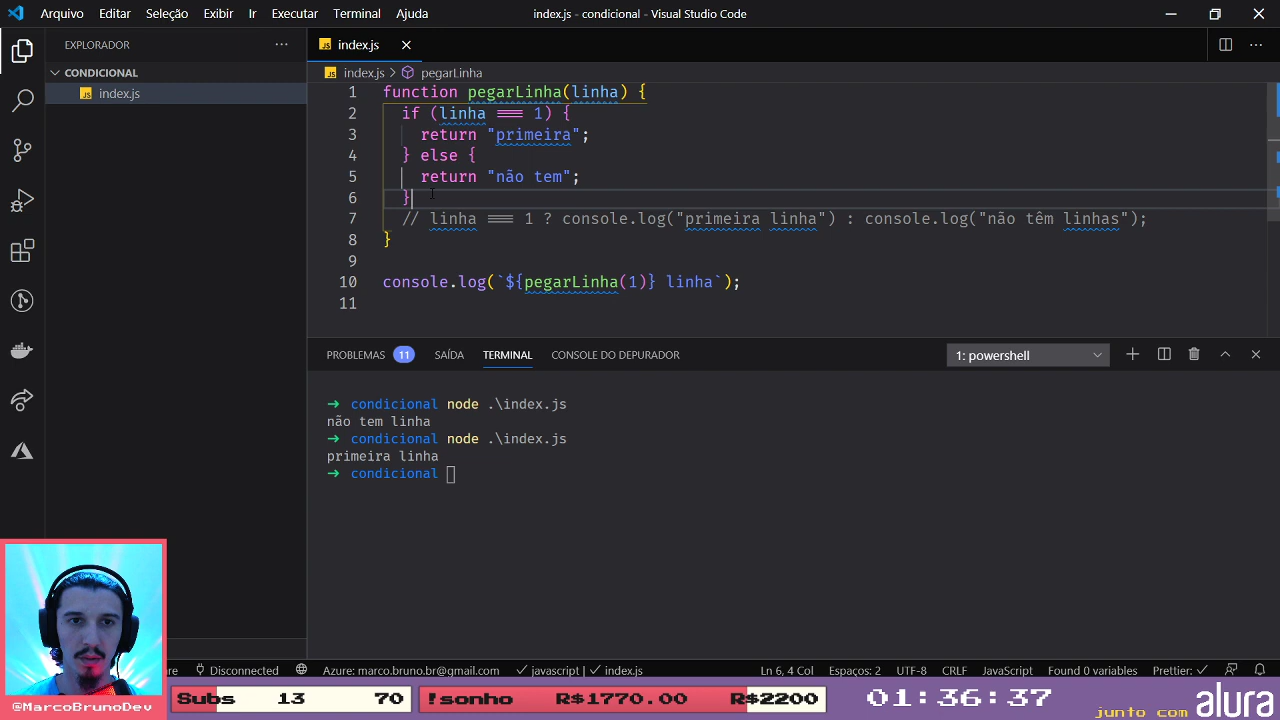 Arquivo Editar Seleção Exibir Ir Executar Terminal Ajuda index.js - condicional - Visual Studio Code
EXPLORADOR
CONDICIONAL
JS index.js
JS index.js
JS index.js > pegarLinha
1 function pegarLinha(linha) {
2 if (linha === 1) {
3 return "primeira";
4 } else {
5 return "não tem";
6 }
7 // linha === 1 ? console.log("primeira linha") : console.log("não têm linhas");
8 }
9
10 console.log(`${pegarLinha(1)} linha`);
11
PROBLEMAS 11 SAÍDA TERMINAL CONSOLE DO DEPURADOR 1: powershell
→ condicional node .\index.js
não tem linha
→ condicional node .\index.js
primeira linha
→ condicional
Disconnected Azure: marco.bruno.br@gmail.com javascript | index.js Ln 6, 4 Col Espaços: 2 UTF-8 CRLF JavaScript Found 0 variables Prettier:
@MarcoBrunoDev Subs 13 70 !sonho R$1770.00 R$2200 01:36:37 junto com alura